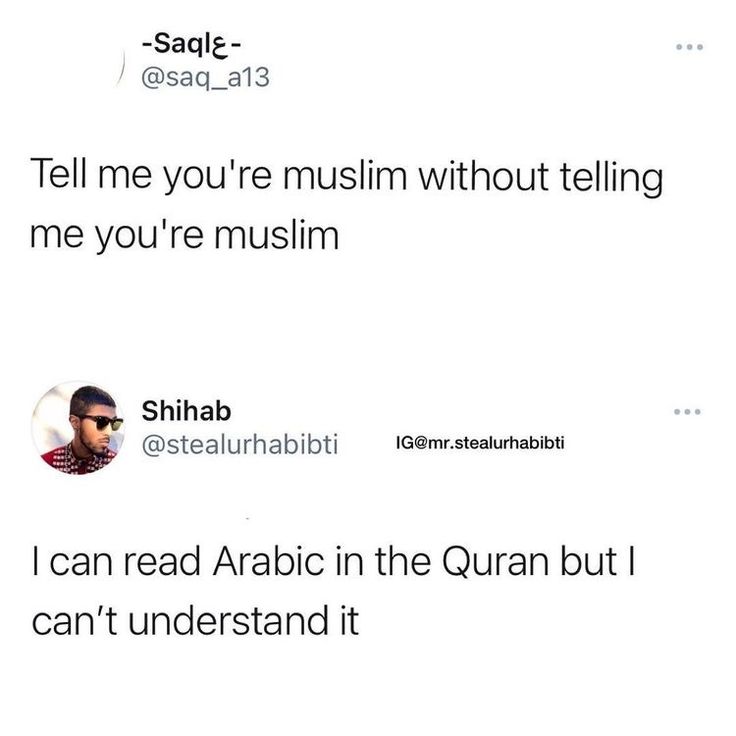 -Saqlع-
@saq_a13
Tell me you're muslim without telling
me you're muslim
Shihab
@stealurhabibti
IG@mr.stealurhabibti
I can read Arabic in the Quran but I
can't understand it